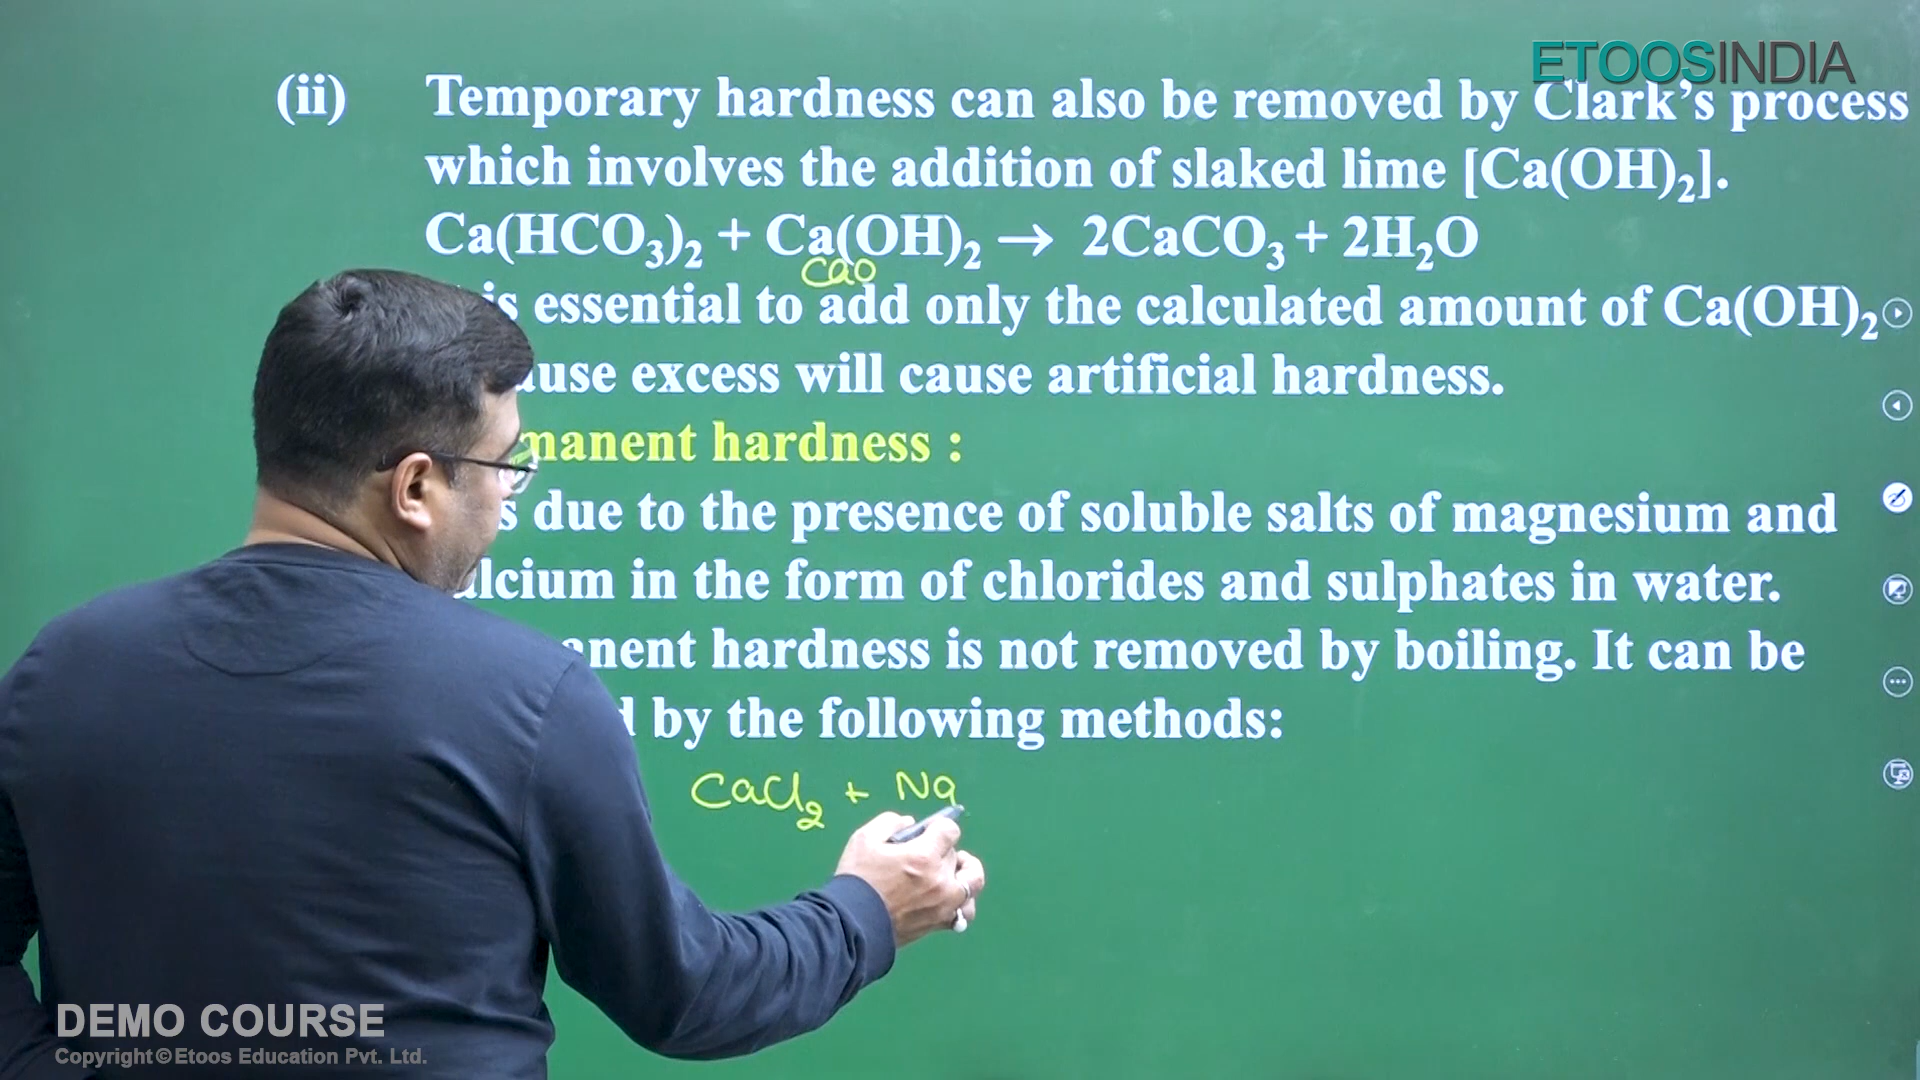 ETOOSINDIA
(ii) Temporary hardness can also be removed by Clark's process
which involves the addition of slaked lime [Ca(OH)₂].
Ca(HCO₃)₂ + Ca(OH)₂ → 2CaCO₃ + 2H₂O
CaO
is essential to add only the calculated amount of Ca(OH)₂
ause excess will cause artificial hardness.
manent hardness :
s due to the presence of soluble salts of magnesium and
alcium in the form of chlorides and sulphates in water.
anent hardness is not removed by boiling. It can be
d by the following methods:
CaCl₂ + Na
DEMO COURSE
Copyright © Etoos Education Pvt. Ltd.